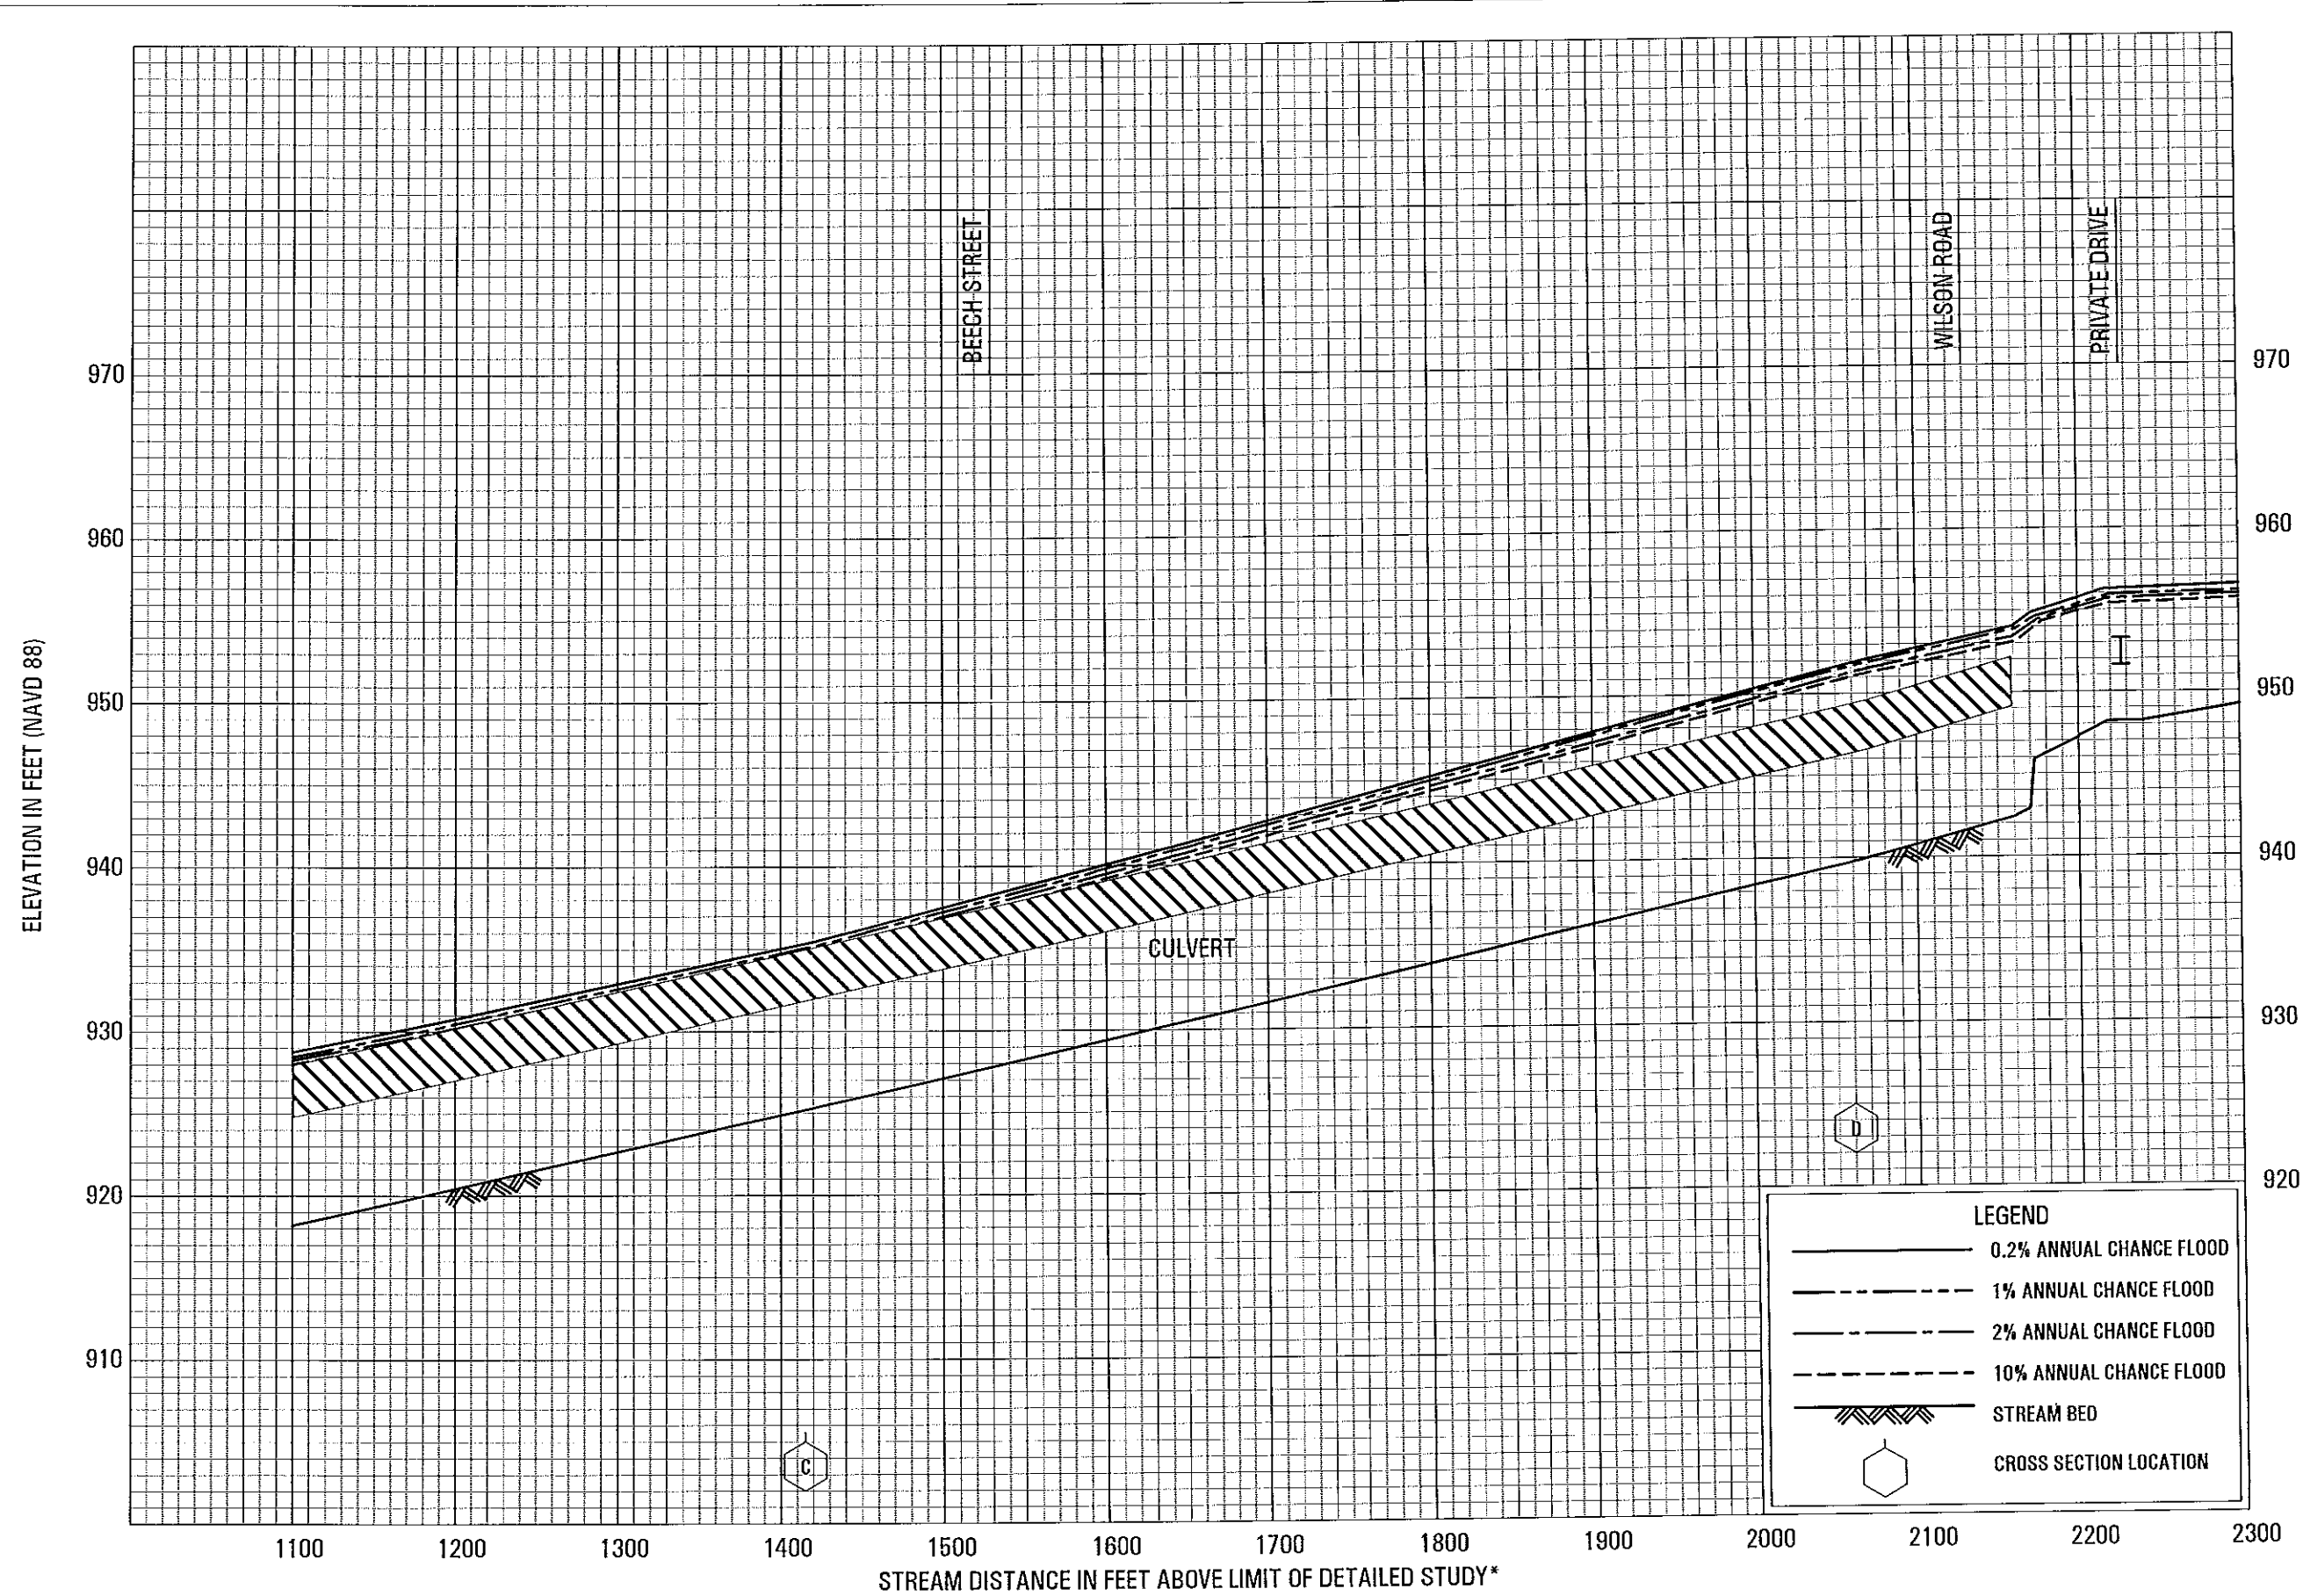 BEECH STREET
WILSON ROAD
PRIVATE DRIVE
970
970
960
960
950
950
940
940
930
930
920
920
910
ELEVATION IN FEET (NAVD 88)
CULVERT
D
C
LEGEND
0.2% ANNUAL CHANCE FLOOD
1% ANNUAL CHANCE FLOOD
2% ANNUAL CHANCE FLOOD
10% ANNUAL CHANCE FLOOD
STREAM BED
CROSS SECTION LOCATION
1100 1200 1300 1400 1500 1600 1700 1800 1900 2000 2100 2200 2300
STREAM DISTANCE IN FEET ABOVE LIMIT OF DETAILED STUDY*